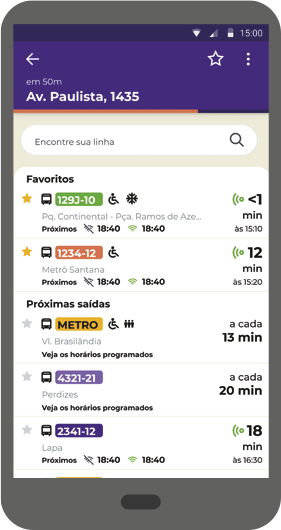 15:00
em 50m
Av. Paulista, 1435
Encontre sua linha
Favoritos
129J-10 <1
Pq. Continental - Pça. Ramos de Aze... min
Próximos 18:40 18:40 às 15:10
1234-12 12
Metrô Santana min
Próximos 18:40 18:40 às 15:20
Próximas saídas
METRO a cada
Vl. Brasilândia 13 min
Veja os horários programados
4321-21 a cada
Perdizes 20 min
Veja os horários programados
2341-12 18
Lapa min
Próximos 18:40 18:40 às 16:30